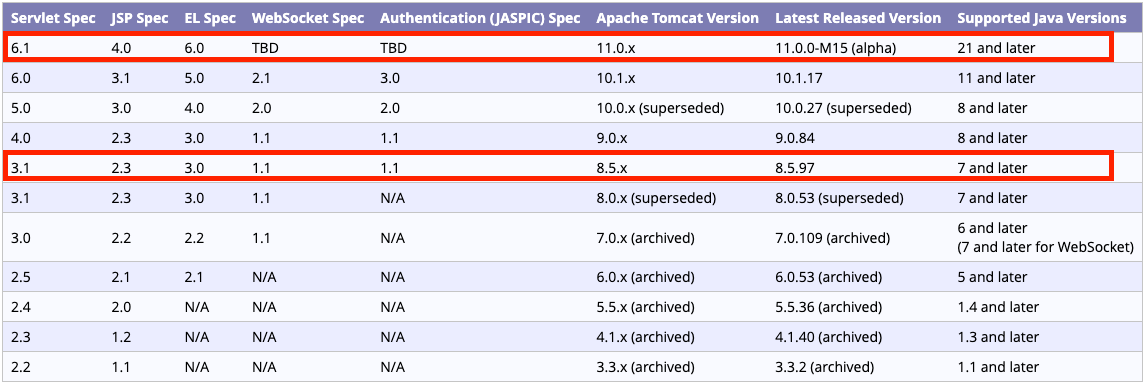 Servlet Spec JSP Spec EL Spec WebSocket Spec Authentication (JASPIC) Spec Apache Tomcat Version Latest Released Version Supported Java Versions
6.1 4.0 6.0 TBD TBD 11.0.x 11.0.0-M15 (alpha) 21 and later
6.0 3.1 5.0 2.1 3.0 10.1.x 10.1.17 11 and later
5.0 3.0 4.0 2.0 2.0 10.0.x (superseded) 10.0.27 (superseded) 8 and later
4.0 2.3 3.0 1.1 1.1 9.0.x 9.0.84 8 and later
3.1 2.3 3.0 1.1 1.1 8.5.x 8.5.97 7 and later
3.1 2.3 3.0 1.1 N/A 8.0.x (superseded) 8.0.53 (superseded) 7 and later
3.0 2.2 2.2 1.1 N/A 7.0.x (archived) 7.0.109 (archived) 6 and later
(7 and later for WebSocket)
2.5 2.1 2.1 N/A N/A 6.0.x (archived) 6.0.53 (archived) 5 and later
2.4 2.0 N/A N/A N/A 5.5.x (archived) 5.5.36 (archived) 1.4 and later
2.3 1.2 N/A N/A N/A 4.1.x (archived) 4.1.40 (archived) 1.3 and later
2.2 1.1 N/A N/A N/A 3.3.x (archived) 3.3.2 (archived) 1.1 and later